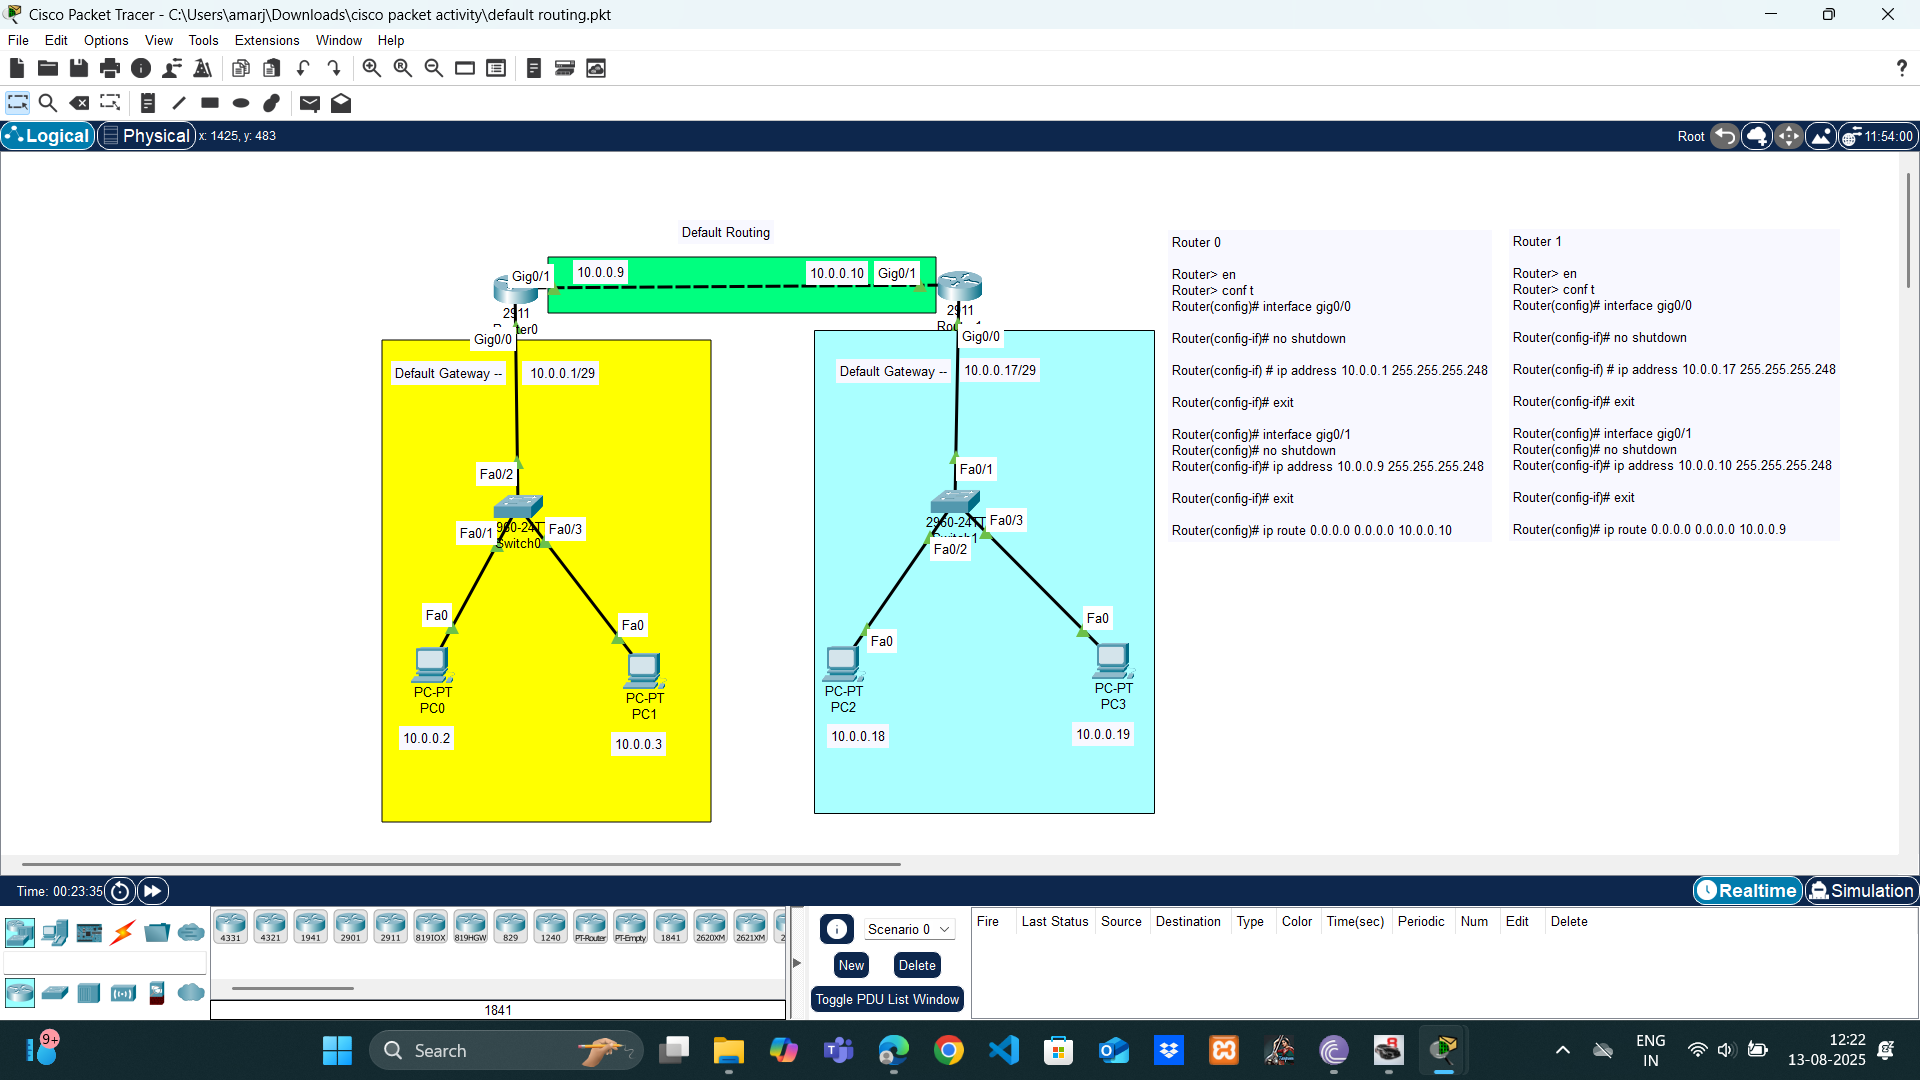 Cisco Packet Tracer - C:\Users\amarj\Downloads\cisco packet activity\default routing.pkt
File Edit Options View Tools Extensions Window Help
?
Logical Physical x: 1425, y: 483 Root 11:54:00
Default Routing
Gig0/1 10.0.0.9 10.0.0.10 Gig0/1
2911
2911
Gig0/0
Gig0/0
Default Gateway -- 10.0.0.1/29
Default Gateway -- 10.0.0.17/29
Fa0/2
Fa0/1
Fa0/1 Fa0/3
Switch0
2960-24TT Fa0/3
Fa0/2
Fa0 Fa0
Fa0 Fa0
PC-PT
PC0
PC-PT
PC1
PC-PT
PC2
PC-PT
PC3
10.0.0.2
10.0.0.3
10.0.0.18
10.0.0.19
Router 0
Router> en
Router> conf t
Router(config)# interface gig0/0
Router(config-if)# no shutdown
Router(config-if) # ip address 10.0.0.1 255.255.255.248
Router(config-if)# exit
Router(config)# interface gig0/1
Router(config)# no shutdown
Router(config-if)# ip address 10.0.0.9 255.255.255.248
Router(config-if)# exit
Router(config)# ip route 0.0.0.0 0.0.0.0 10.0.0.10
Router 1
Router> en
Router> conf t
Router(config)# interface gig0/0
Router(config-if)# no shutdown
Router(config-if) # ip address 10.0.0.17 255.255.255.248
Router(config-if)# exit
Router(config)# interface gig0/1
Router(config)# no shutdown
Router(config-if)# ip address 10.0.0.10 255.255.255.248
Router(config-if)# exit
Router(config)# ip route 0.0.0.0 0.0.0.0 10.0.0.9
Time: 00:23:35 Realtime Simulation
4331 4321 1941 2901 2911 819IOX 819HGW 829 1240 PT-Router PT-Empty 1841 2620XM 2621XM
1841
Scenario 0
New Delete
Toggle PDU List Window
Fire Last Status Source Destination Type Color Time(sec) Periodic Num Edit Delete
9+
Search
ENG
IN
12:22
13-08-2025